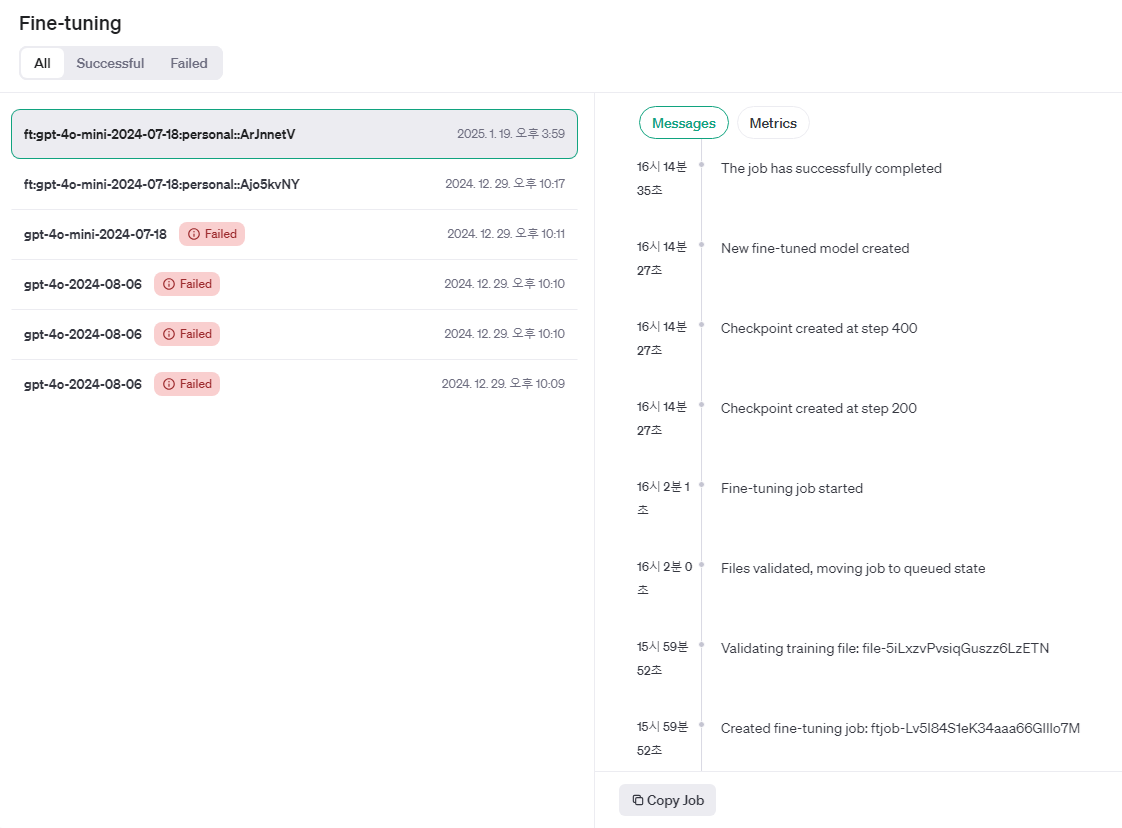 Fine-tuning
All
Successful
Failed
ft:gpt-4o-mini-2024-07-18:personal::ArJnnetV
2025. 1. 19. 오후 3:59
ft:gpt-4o-mini-2024-07-18:personal::Ajo5kvNY
2024. 12. 29. 오후 10:17
gpt-4o-mini-2024-07-18
Failed
2024. 12. 29. 오후 10:11
gpt-4o-2024-08-06
Failed
2024. 12. 29. 오후 10:10
gpt-4o-2024-08-06
Failed
2024. 12. 29. 오후 10:10
gpt-4o-2024-08-06
Failed
2024. 12. 29. 오후 10:09
Messages
Metrics
16시 14분
35초
The job has successfully completed
16시 14분
27초
New fine-tuned model created
16시 14분
27초
Checkpoint created at step 400
16시 14분
27초
Checkpoint created at step 200
16시 2분 1
초
Fine-tuning job started
16시 2분 0
초
Files validated, moving job to queued state
15시 59분
52초
Validating training file: file-5iLxzvPvsiqGuszz6LzETN
15시 59분
52초
Created fine-tuning job: ftjob-Lv5I84S1eK34aaa66GIIIo7M
Copy Job